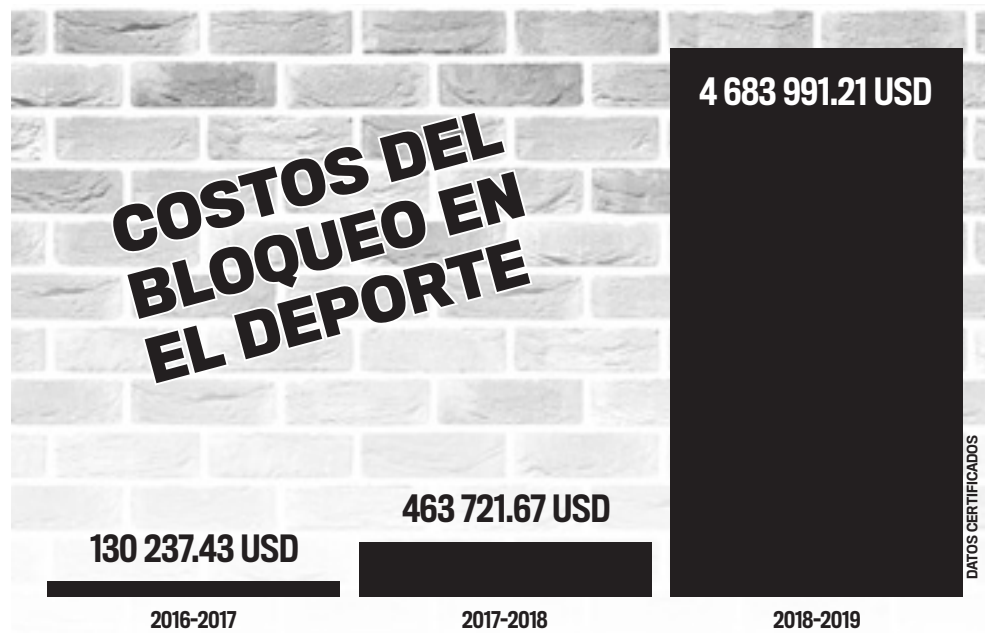 COSTOS DEL
BLOQUEO EN
EL DEPORTE
130 237.43 USD
463 721.67 USD
4 683 991.21 USD
2016-2017
2017-2018
2018-2019
DATOS CERTIFICADOS